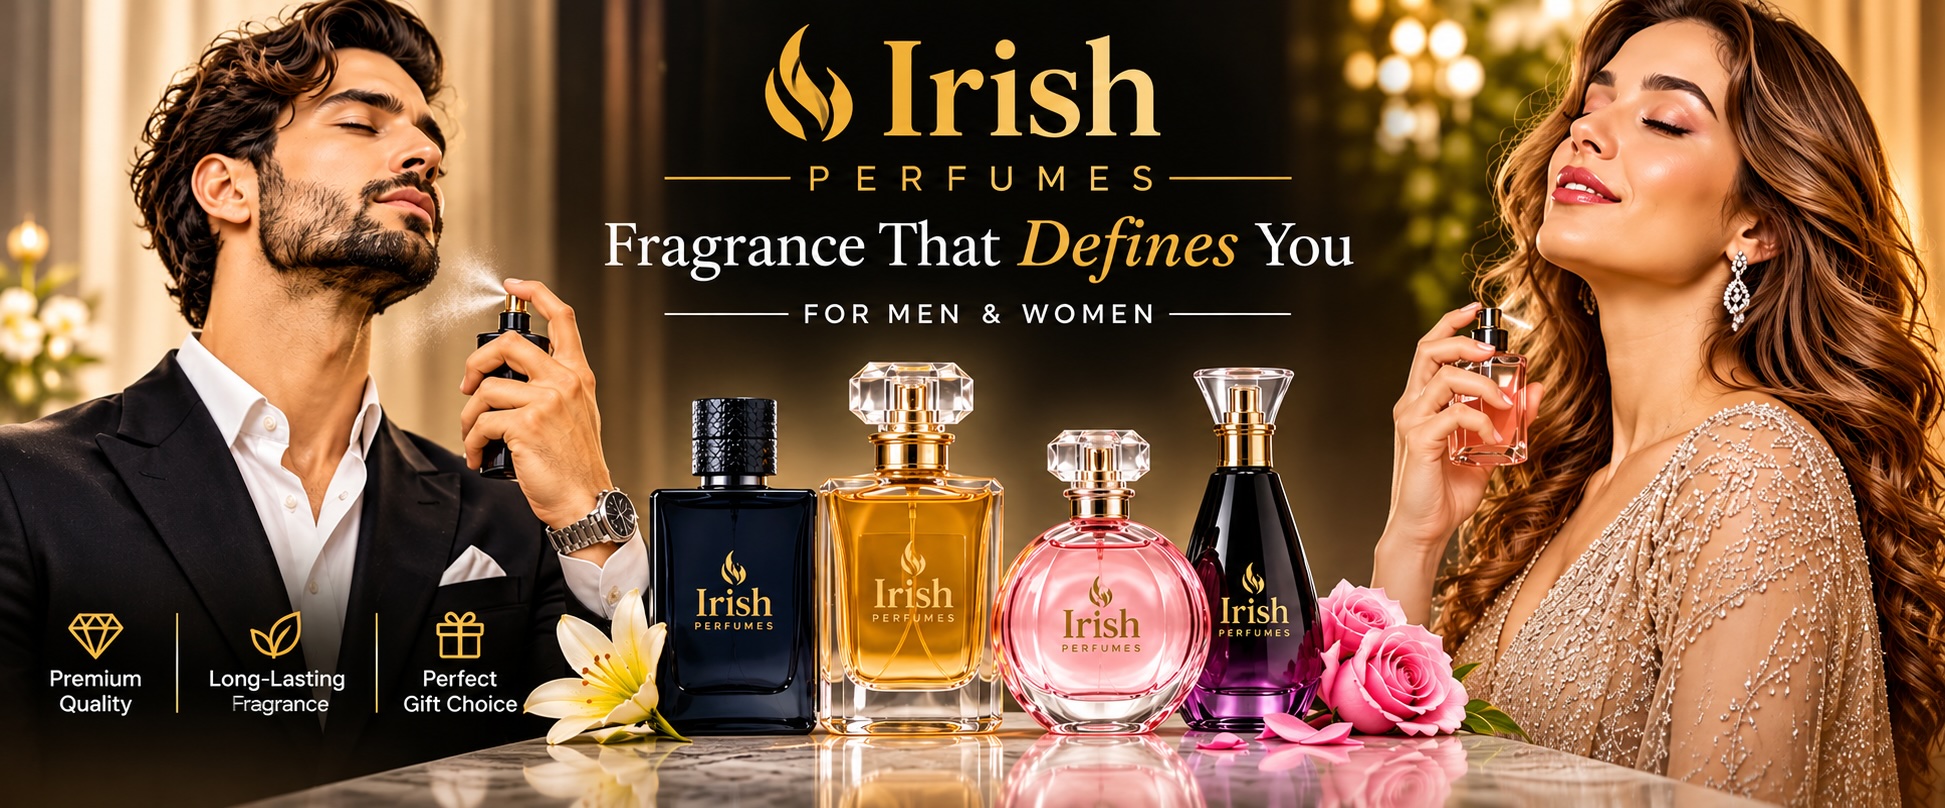 Irish
PERFUMES
Fragrance That Defines You
FOR MEN & WOMEN
Premium
Quality
Long-Lasting
Fragrance
Perfect
Gift Choice
Irish
PERFUMES
Irish
PERFUMES
Irish
PERFUMES
Irish
PERFUMES